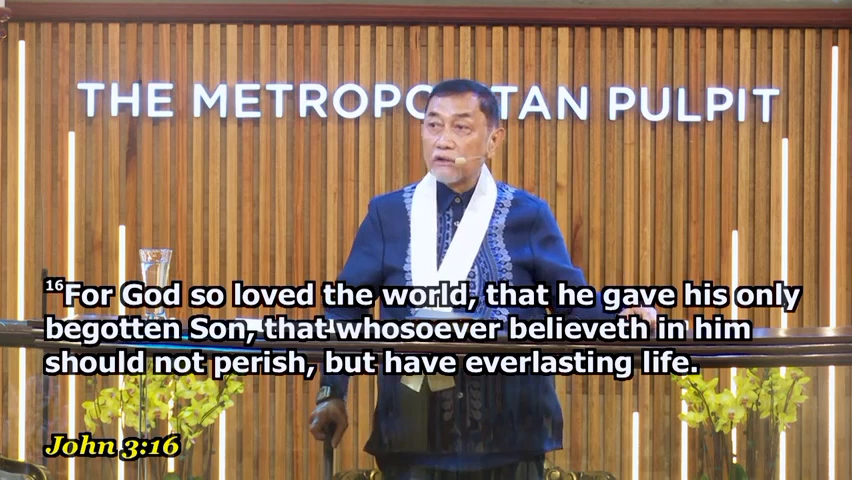 THE METROPOLITAN PULPIT
16For God so loved the world, that he gave his only
begotten Son, that whosoever believeth in him
should not perish, but have everlasting life.
John 3:16